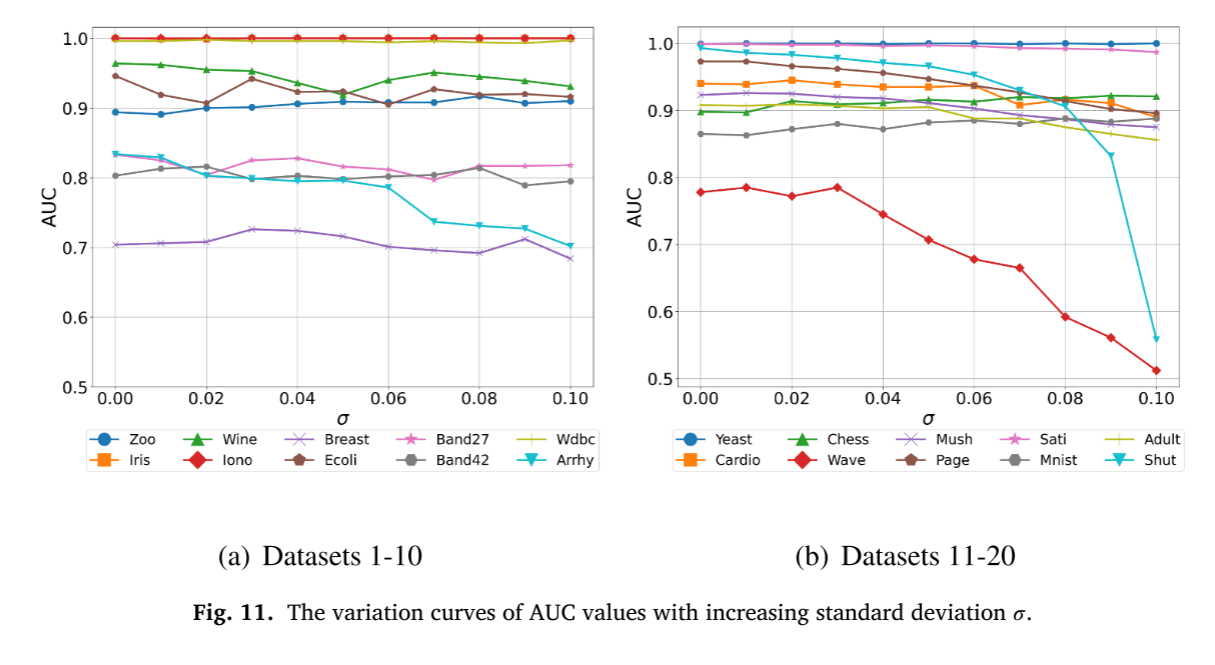 1.0
0.9
0.8
0.7
0.6
0.5
AUC
0.00 0.02 0.04 0.06 0.08 0.10
σ
Zoo Wine Breast Band27 Wdbc
Iris Iono Ecoli Band42 Arrhy
(a) Datasets 1-10
1.0
0.9
0.8
0.7
0.6
0.5
AUC
0.00 0.02 0.04 0.06 0.08 0.10
σ
Yeast Chess Mush Sati Adult
Cardio Wave Page Mnist Shut
(b) Datasets 11-20
Fig. 11. The variation curves of AUC values with increasing standard deviation σ.